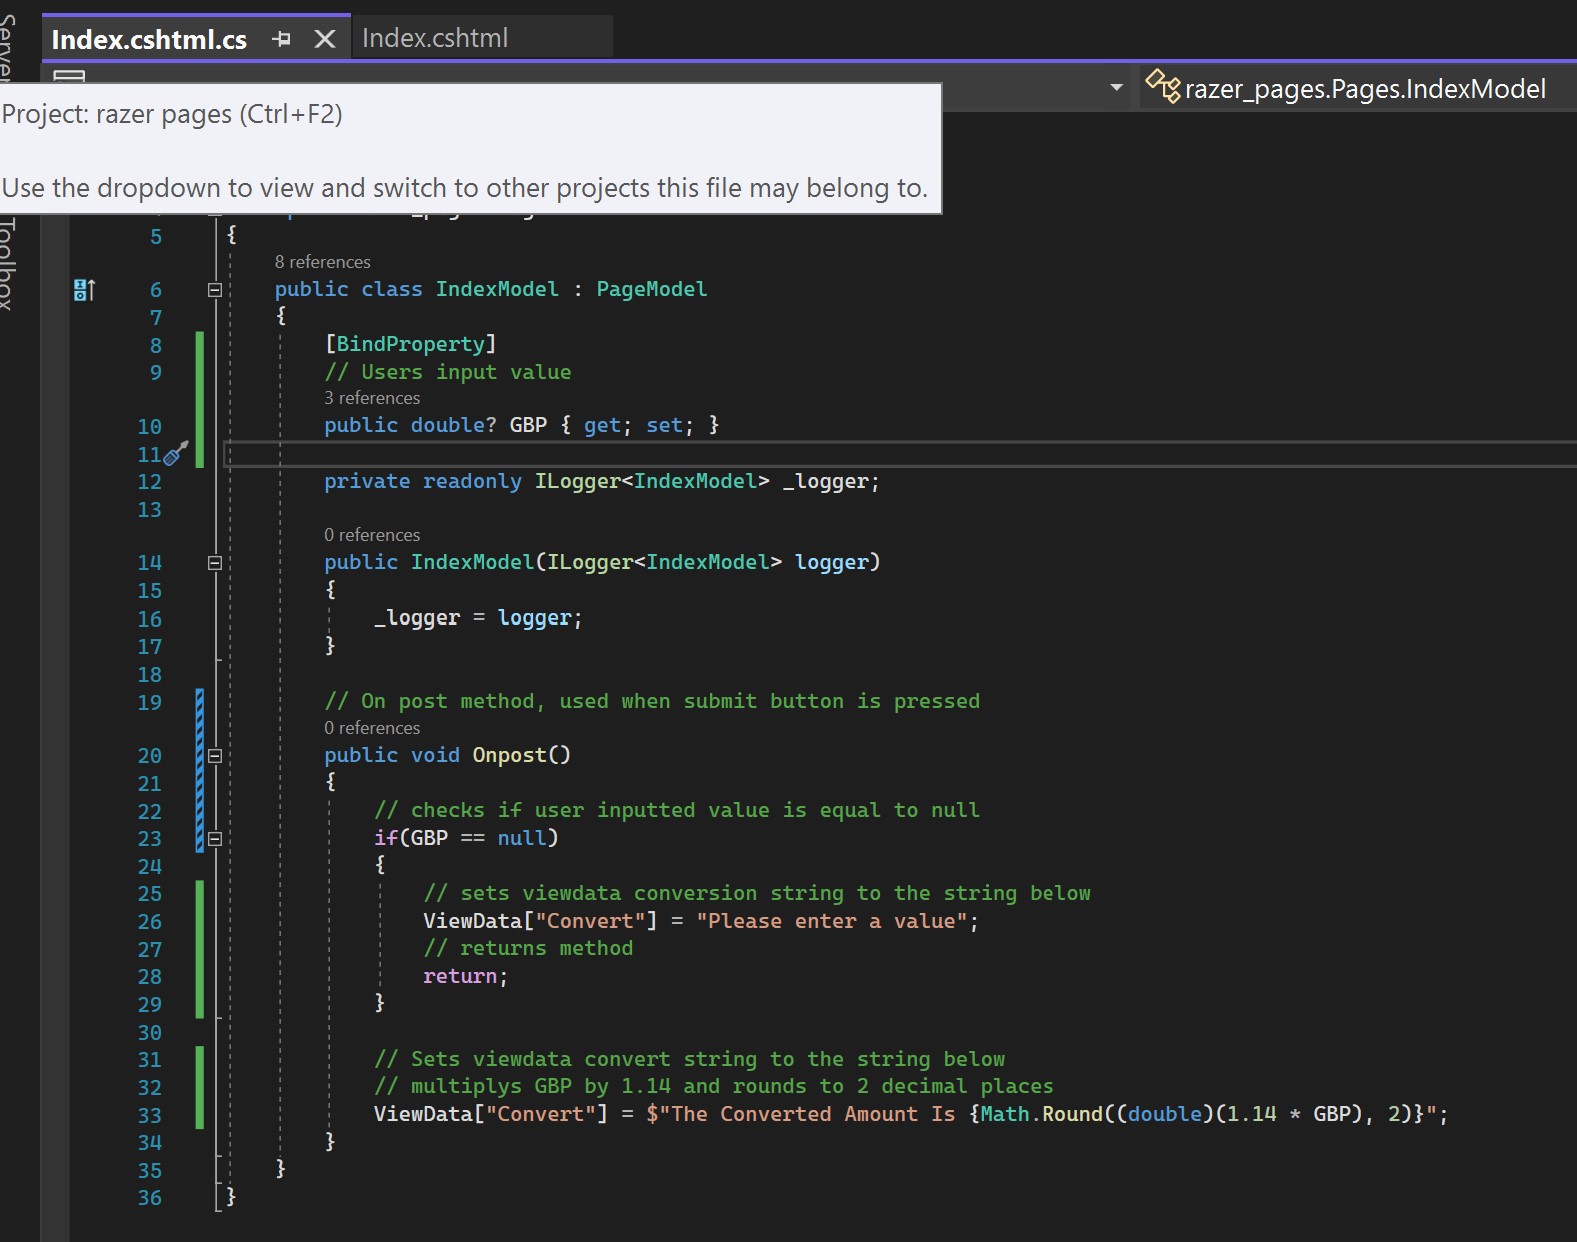 Server
Index.cshtml.cs
Index.cshtml
razer_pages.Pages.IndexModel
Project: razer pages (Ctrl+F2)
Use the dropdown to view and switch to other projects this file may belong to.
Toolbox
5 {
8 references
6 public class IndexModel : PageModel
7 {
8 [BindProperty]
9 // Users input value
3 references
10 public double? GBP { get; set; }
11
12 private readonly ILogger<IndexModel> _logger;
13
0 references
14 public IndexModel(ILogger<IndexModel> logger)
15 {
16 _logger = logger;
17 }
18
19 // On post method, used when submit button is pressed
0 references
20 public void Onpost()
21 {
22 // checks if user inputted value is equal to null
23 if(GBP == null)
24 {
25 // sets viewdata conversion string to the string below
26 ViewData["Convert"] = "Please enter a value";
27 // returns method
28 return;
29 }
30
31 // Sets viewdata convert string to the string below
32 // multiplys GBP by 1.14 and rounds to 2 decimal places
33 ViewData["Convert"] = $"The Converted Amount Is {Math.Round((double)(1.14 * GBP), 2)}";
34 }
35 }
36 }